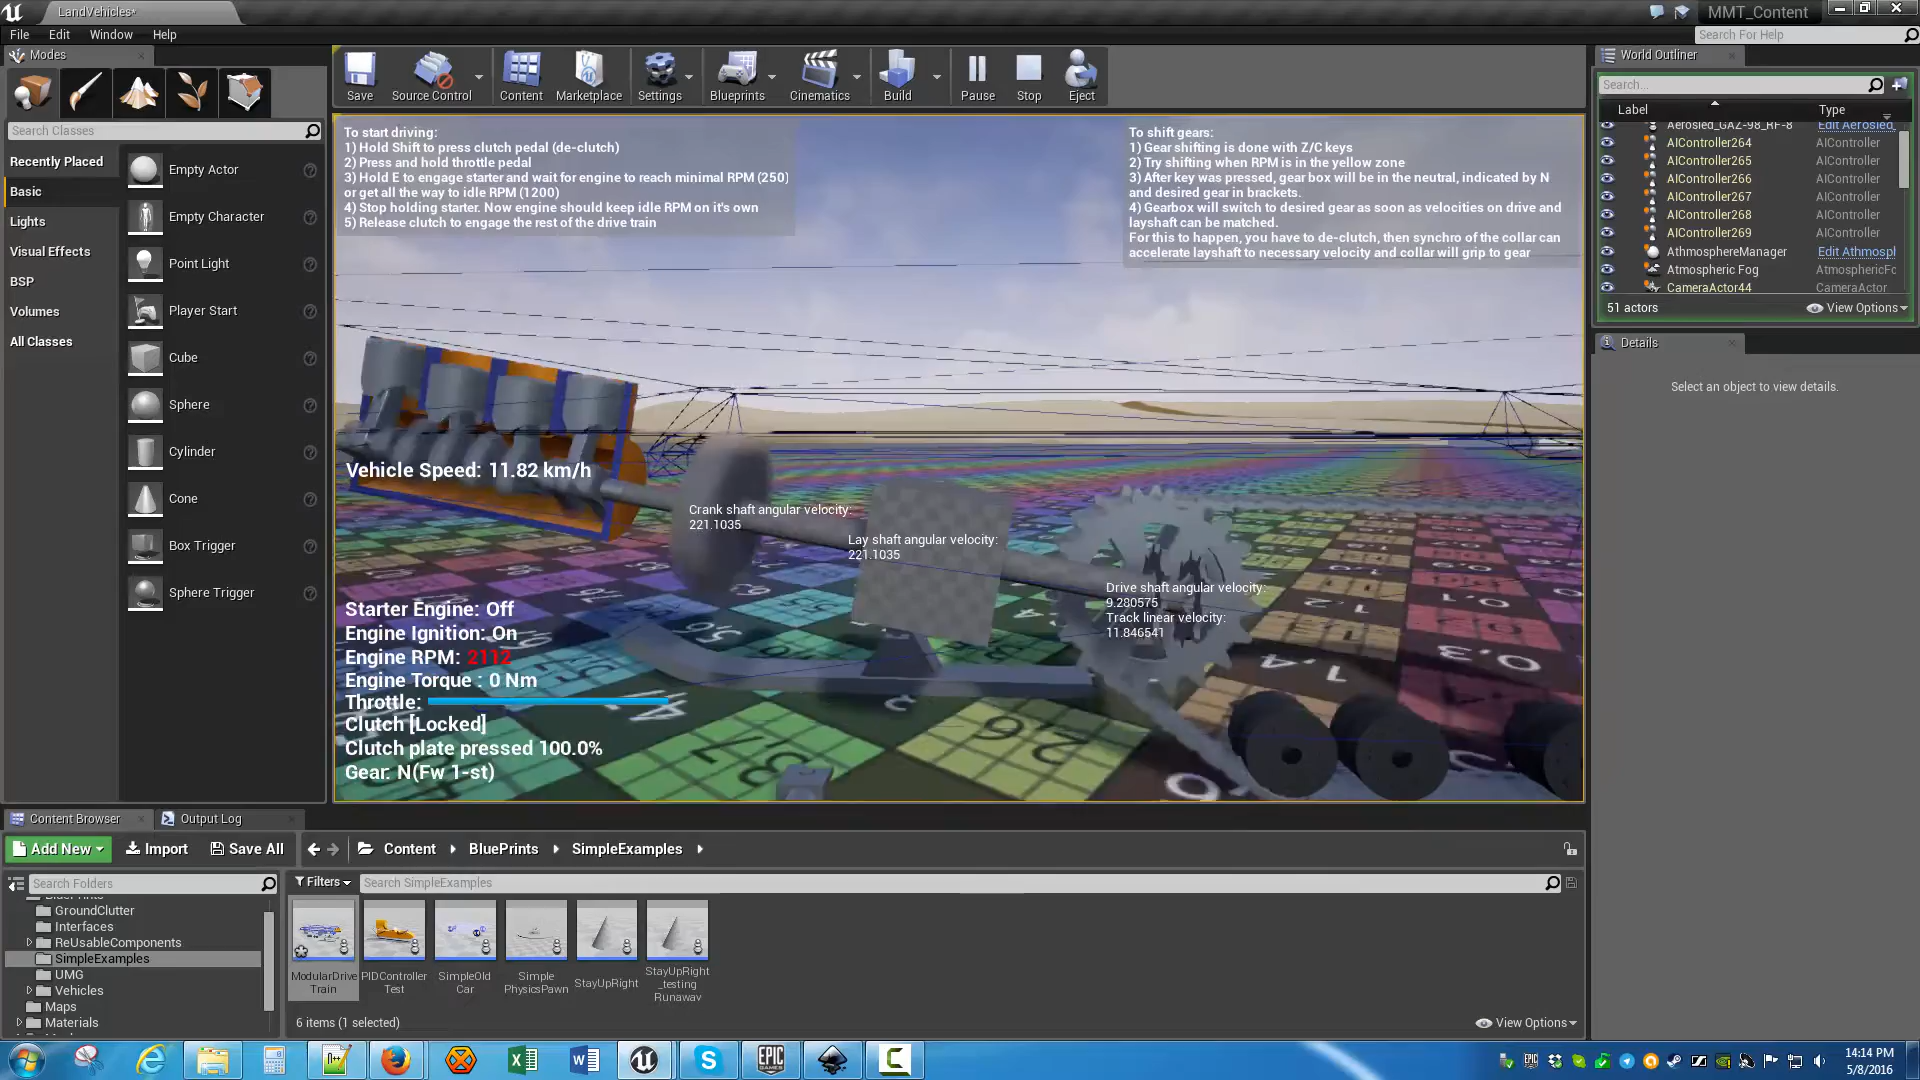 LandVehicles*
MMT_Content
File Edit Window Help
Search For Help
Modes
World Outliner
Save
Source Control
Content
Marketplace
Settings
Blueprints
Cinematics
Build
Pause
Stop
Eject
Search Classes
Search...
Label Type
Recently Placed
Basic
Lights
Visual Effects
BSP
Volumes
All Classes
Empty Actor
Empty Character
Point Light
Player Start
Cube
Sphere
Cylinder
Cone
Box Trigger
Sphere Trigger
To start driving:
1) Hold Shift to press clutch pedal (de-clutch)
2) Press and hold throttle pedal
3) Hold E to engage starter and wait for engine to reach minimal RPM (250)
or get all the way to idle RPM (1200)
4) Stop holding starter. Now engine should keep idle RPM on it's own
5) Release clutch to engage the rest of the drive train
To shift gears:
1) Gear shifting is done with Z/C keys
2) Try shifting when RPM is in the yellow zone
3) After key was pressed, gear box will be in the neutral, indicated by N
and desired gear in brackets.
4) Gearbox will switch to desired gear as soon as velocities on drive and
layshaft can be matched.
For this to happen, you have to de-clutch, then synchro of the collar can
accelerate layshaft to necessary velocity and collar will grip to gear
Aerosled_GAZ-98_RF-8 Edit Aerosled_
AIController264 AIController
AIController265 AIController
AIController266 AIController
AIController267 AIController
AIController268 AIController
AIController269 AIController
AthmosphereManager Edit Athmospl
Atmospheric Fog AtmosphericFc
CameraActor44 CameraActor
51 actors View Options
Details
Select an object to view details.
Vehicle Speed: 11.82 km/h
Crank shaft angular velocity:
221.1035
Lay shaft angular velocity:
221.1035
Drive shaft angular velocity:
9.280575
Track linear velocity:
11.846541
Starter Engine: Off
Engine Ignition: On
Engine RPM: 2112
Engine Torque : 0 Nm
Throttle:
Clutch [Locked]
Clutch plate pressed 100.0%
Gear: N(Fw 1-st)
1,4
0,3
26
37
Content Browser
Output Log
Add New Import Save All Content BluePrints SimpleExamples
Search Folders
Filters Search SimpleExamples
BluePrints
GroundClutter
Interfaces
ReUsableComponents
SimpleExamples
UMG
Vehicles
Maps
Materials
ModularDrive
Train
PIDController
Test
SimpleOld
Car
Simple
PhysicsPawn
StayUpRight
StayUpRight
_testing
Runaway
6 items (1 selected)
View Options
14:14 PM
5/8/2016